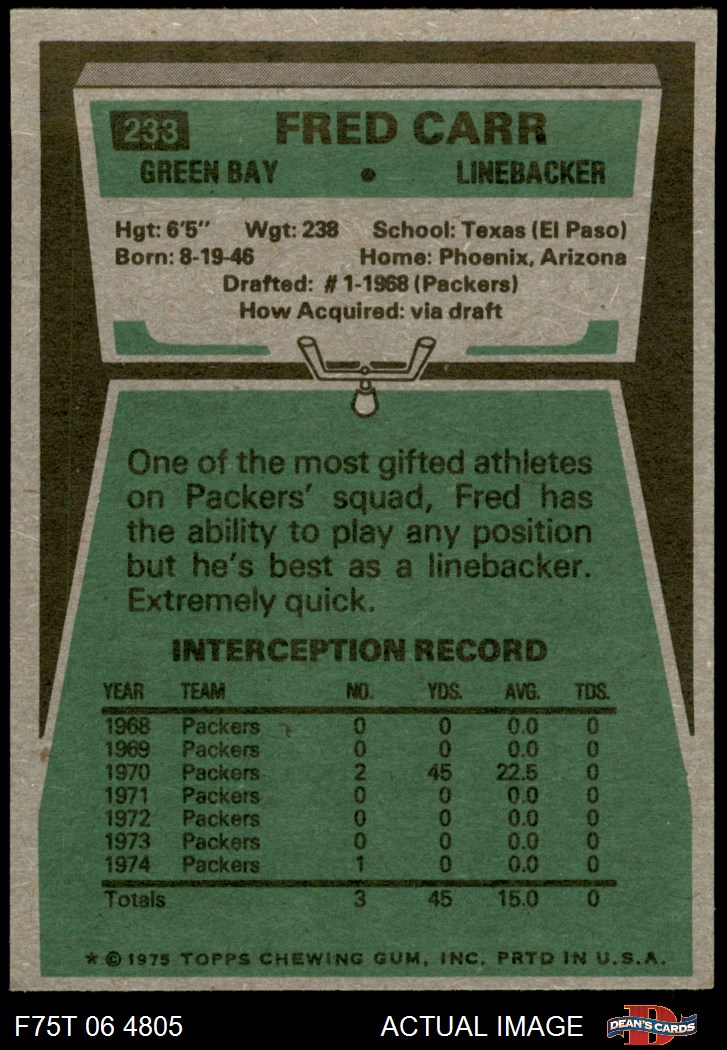 233 FRED CARR
GREEN BAY • LINEBACKER
Hgt: 6'5" Wgt: 238 School: Texas (El Paso)
Born: 8-19-46 Home: Phoenix, Arizona
Drafted: #1-1968 (Packers)
How Acquired: via draft
One of the most gifted athletes
on Packers' squad, Fred has
the ability to play any position
but he's best as a linebacker.
Extremely quick.
INTERCEPTION RECORD
YEAR TEAM NO. YDS. AVG. TDS.
1968 Packers 0 0 0.0 0
1969 Packers 0 0 0.0 0
1970 Packers 2 45 22.5 0
1971 Packers 0 0 0.0 0
1972 Packers 0 0 0.0 0
1973 Packers 0 0 0.0 0
1974 Packers 1 0 0.0 0
Totals 3 45 15.0 0
* © 1975 TOPPS CHEWING GUM, INC. PRTD IN U.S.A.
F75T 06 4805 ACTUAL IMAGE DEAN'S CARDS